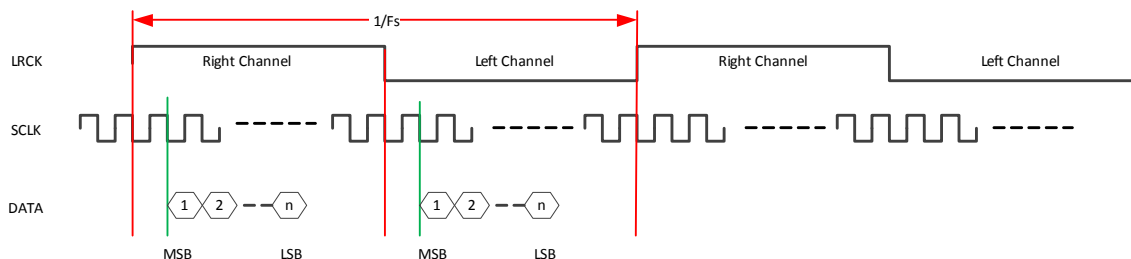 1/Fs
LRCK
Right Channel
Left Channel
Right Channel
Left Channel
SCLK
DATA
1
2
n
1
2
n
MSB
LSB
MSB
LSB